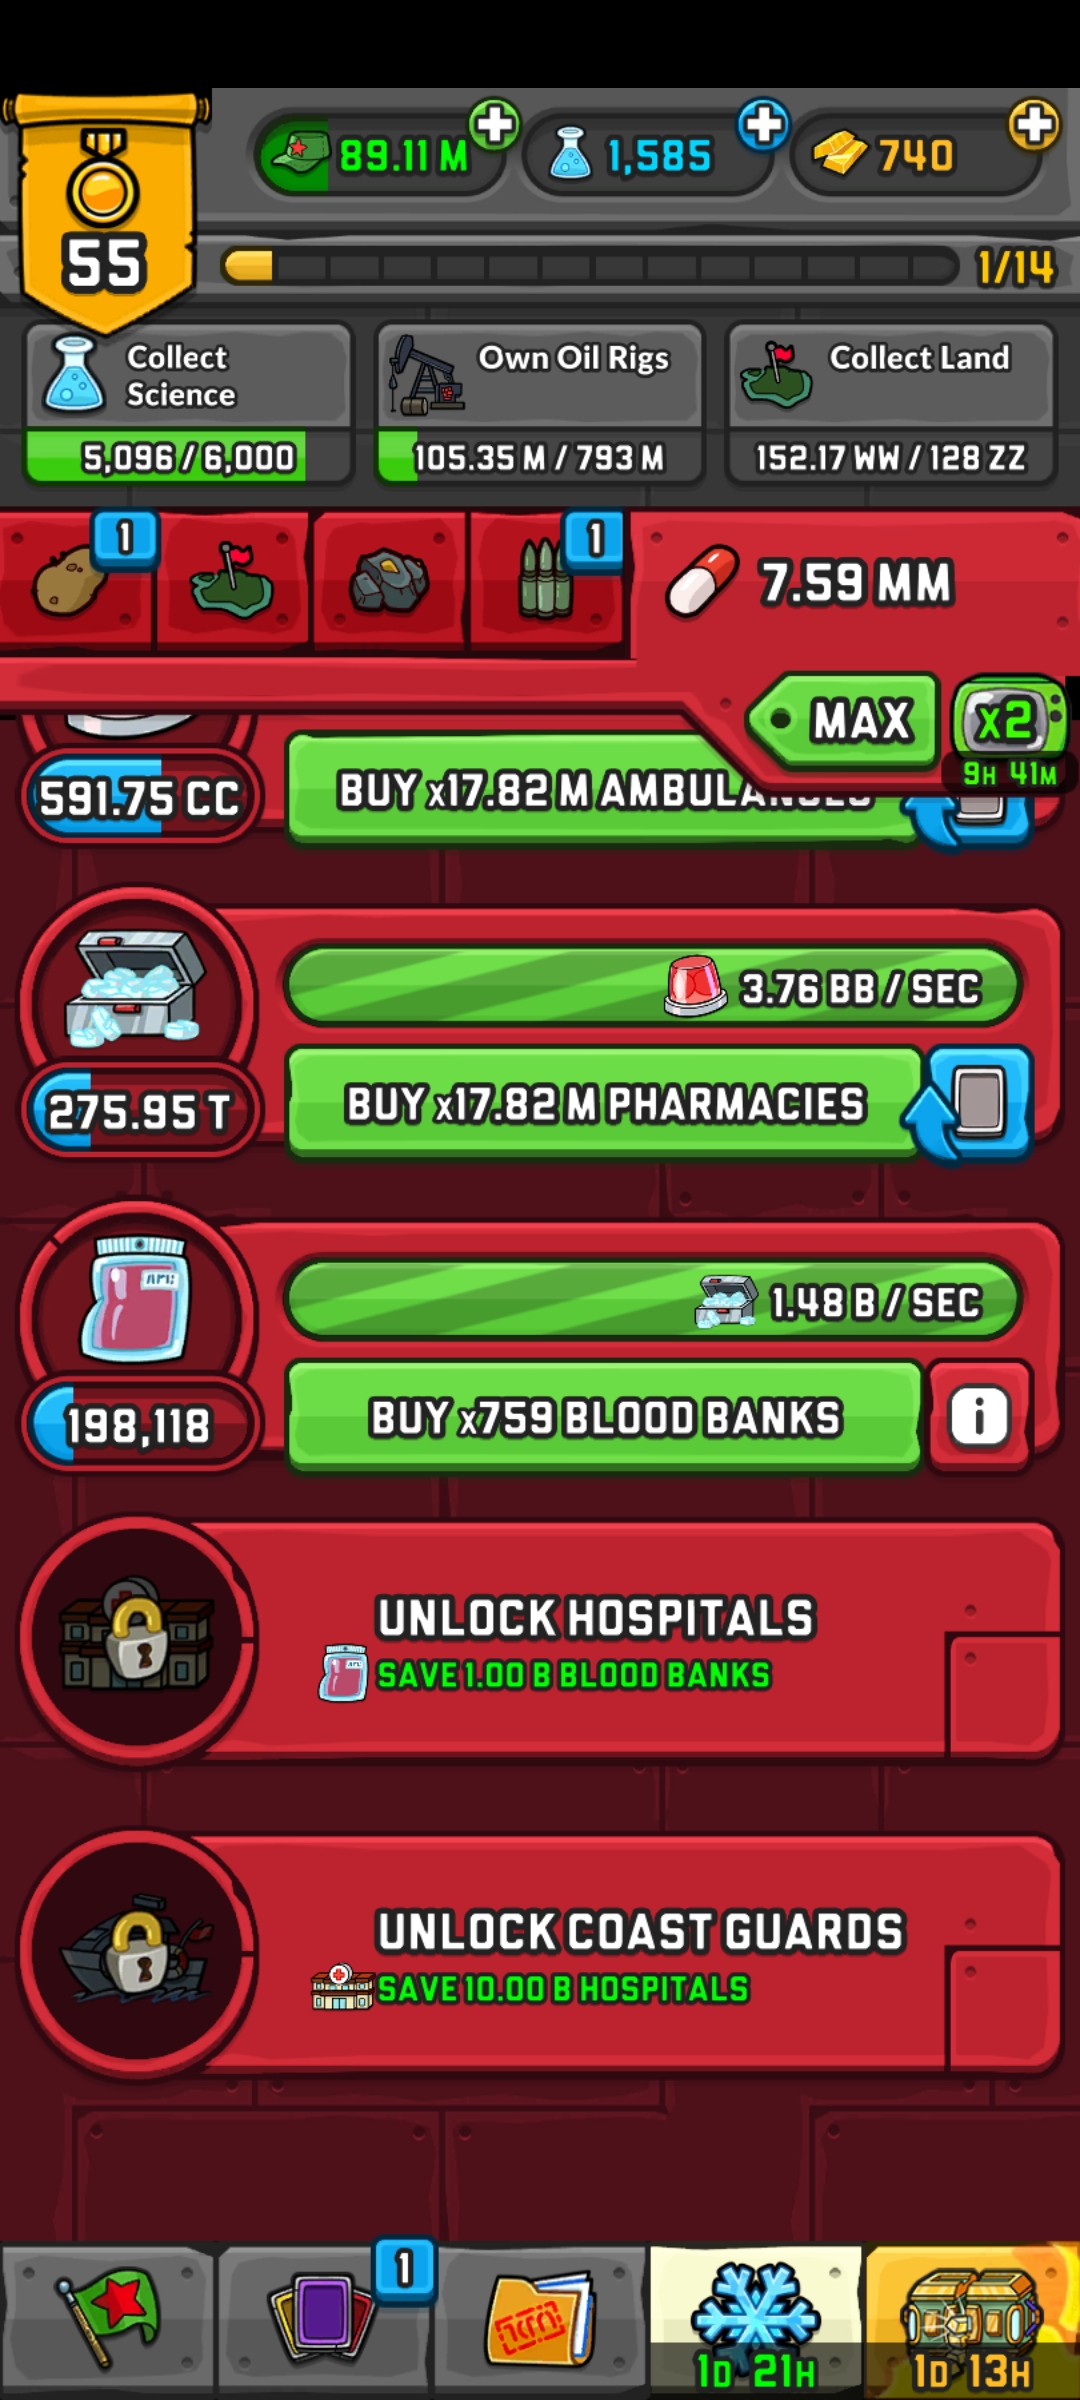 89.11 M
1,585
740
55
1/14
Collect
Science
Own Oil Rigs
Collect Land
5,096 / 6,000
105.35 M / 793 M
152.17 WW / 128 ZZ
1
1
7.59 MM
MAX
x2
9H 41M
591.75 CC
BUY x17.82 M AMBULANCES
3.76 BB / SEC
275.95 T
BUY x17.82 M PHARMACIES
1.48 B / SEC
198,118
BUY x759 BLOOD BANKS
i
UNLOCK HOSPITALS
SAVE 1.00 B BLOOD BANKS
UNLOCK COAST GUARDS
SAVE 10.00 B HOSPITALS
1
1D 21H
1D 13H